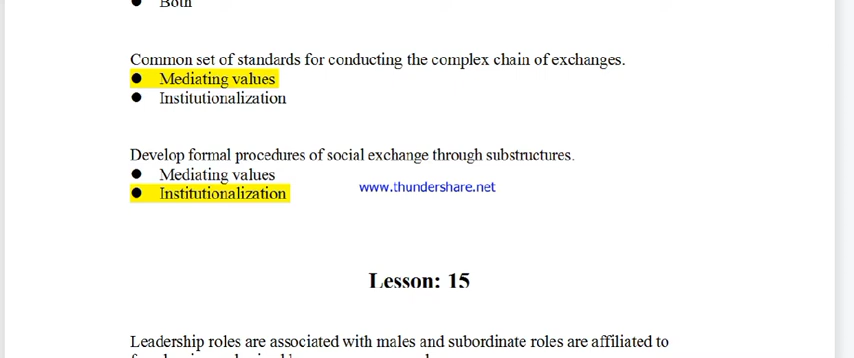 ● Both
Common set of standards for conducting the complex chain of exchanges.
● Mediating values
● Institutionalization
Develop formal procedures of social exchange through substructures.
● Mediating values
● Institutionalization
www.thundershare.net
Lesson: 15
Leadership roles are associated with males and subordinate roles are affiliated to